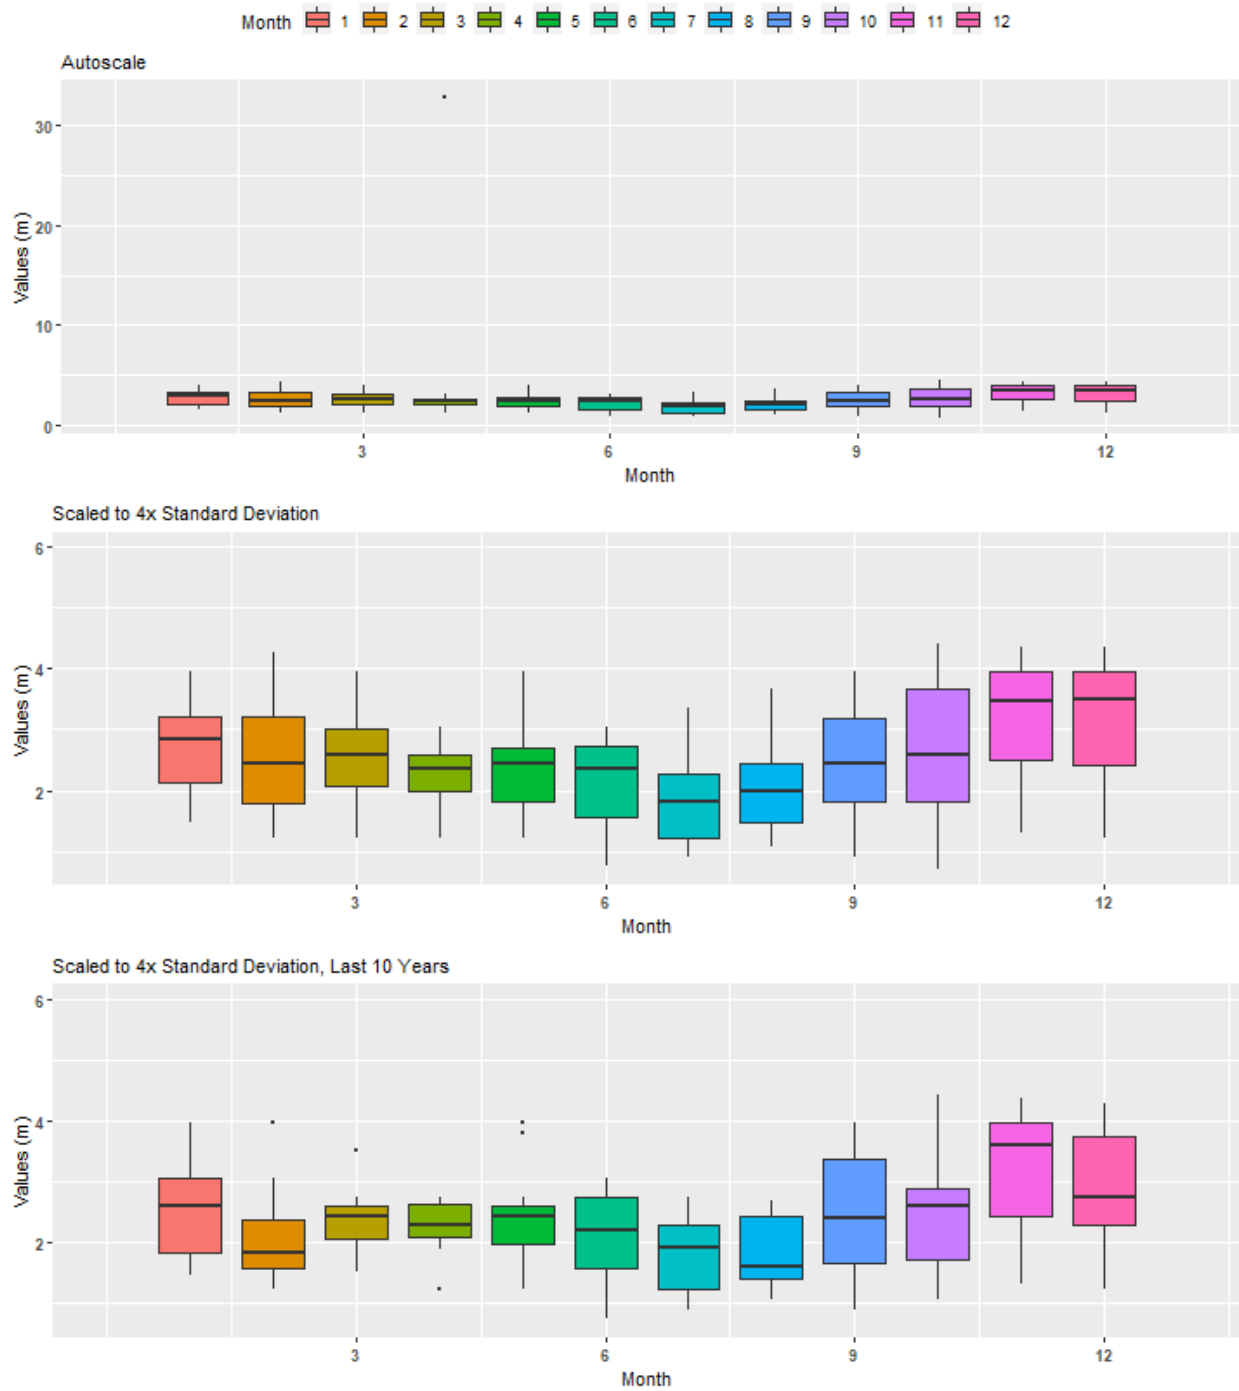 Month 1 2 3 4 5 6 7 8 9 10 11 12
Autoscale
30
20
10
0
Values (m)
3 6 9 12
Month
Scaled to 4x Standard Deviation
6
4
2
Values (m)
3 6 9 12
Month
Scaled to 4x Standard Deviation, Last 10 Years
6
4
2
Values (m)
3 6 9 12
Month